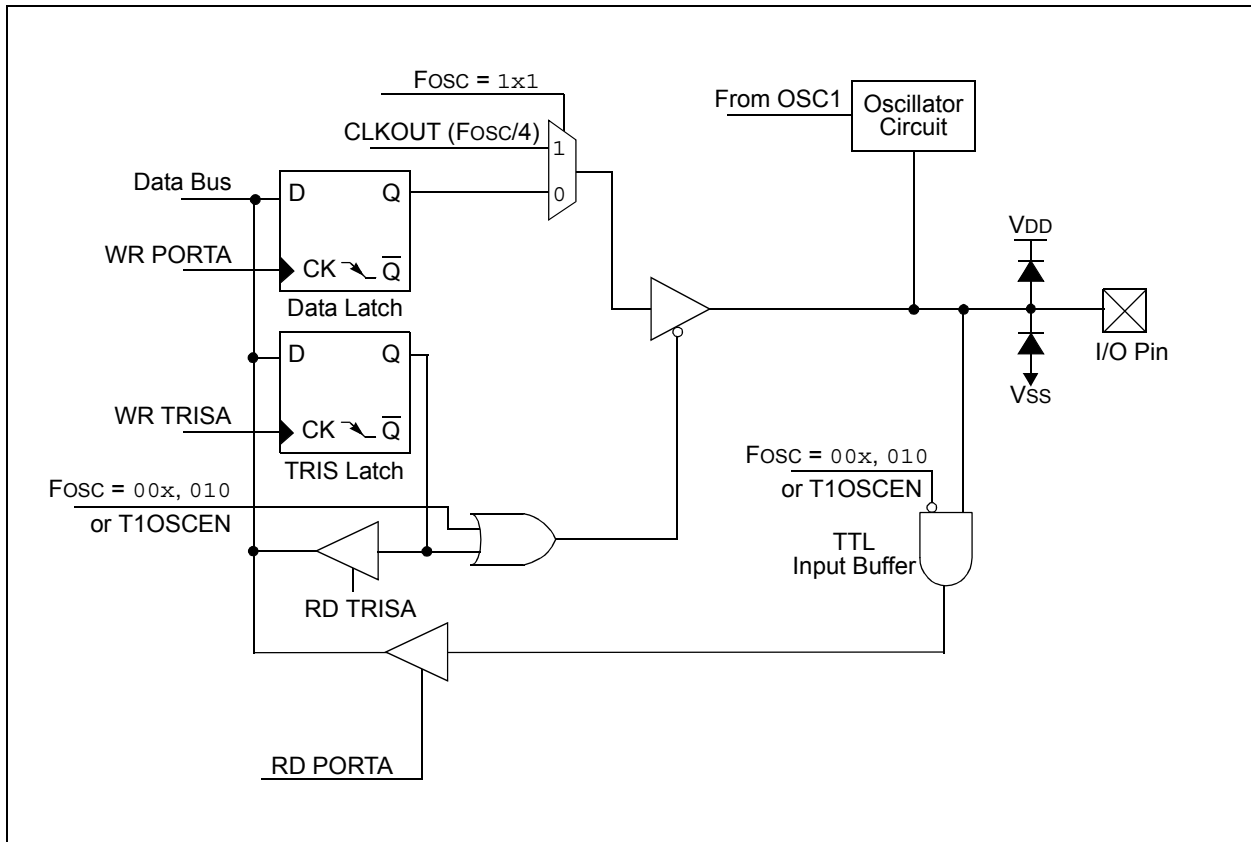 FOSC = 1x1
From OSC1
Oscillator
Circuit
CLKOUT (FOSC/4)
1
0
Data Bus
D
Q
WR PORTA
CK
Q
Data Latch
VDD
D
Q
I/O Pin
VSS
WR TRISA
CK
Q
TRIS Latch
FOSC = 00x, 010
or T1OSCEN
FOSC = 00x, 010
or T1OSCEN
TTL
Input Buffer
RD TRISA
RD PORTA